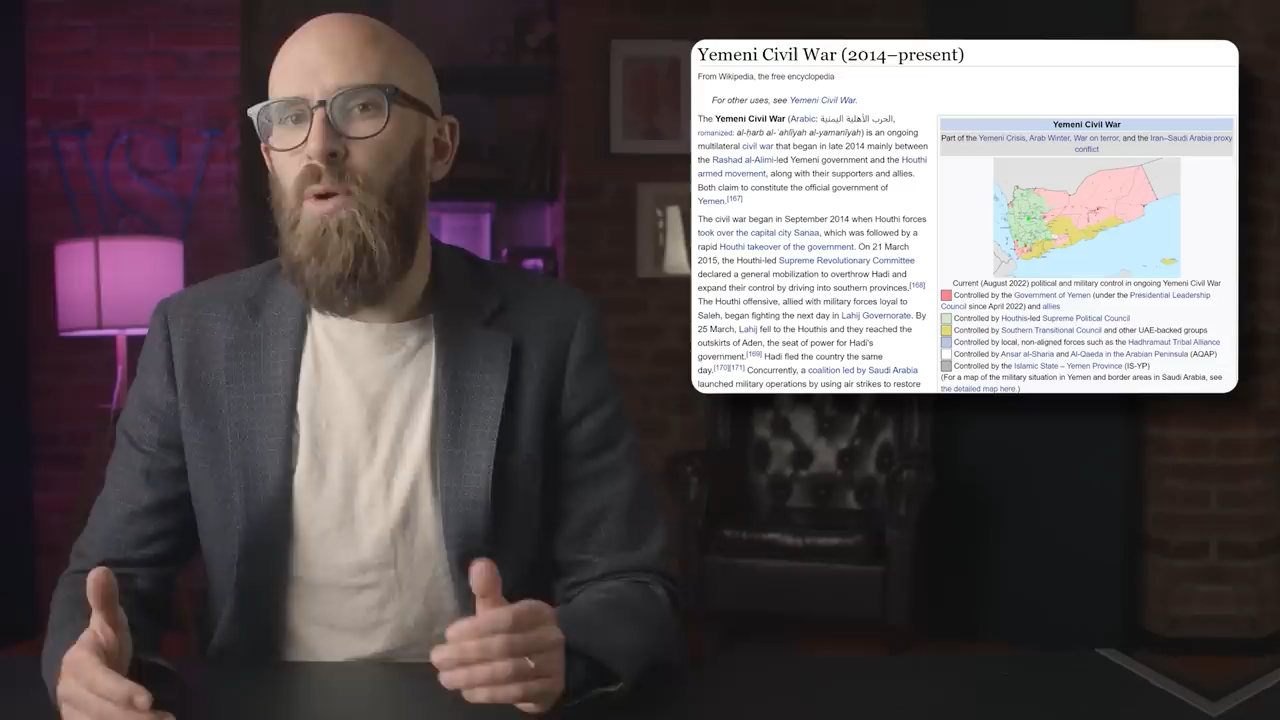 Yemeni Civil War (2014–present)
From Wikipedia, the free encyclopedia
For other uses, see Yemeni Civil War.
The Yemeni Civil War (Arabic: الحرب الأهلية اليمنية,
romanized: al-ḥarb al-ʾahlīyah al-yamanīyah) is an ongoing
multilateral civil war that began in late 2014 mainly between
the Rashad al-Alimi-led Yemeni government and the Houthi
armed movement, along with their supporters and allies.
Both claim to constitute the official government of
Yemen.[167]
The civil war began in September 2014 when Houthi forces
took over the capital city Sanaa, which was followed by a
rapid Houthi takeover of the government. On 21 March
2015, the Houthi-led Supreme Revolutionary Committee
declared a general mobilization to overthrow Hadi and
expand their control by driving into southern provinces.[168]
The Houthi offensive, allied with military forces loyal to
Saleh, began fighting the next day in Lahij Governorate. By
25 March, Lahij fell to the Houthis and they reached the
outskirts of Aden, the seat of power for Hadi's
government.[169] Hadi fled the country the same
day.[170][171] Concurrently, a coalition led by Saudi Arabia
launched military operations by using air strikes to restore
Yemeni Civil War
Part of the Yemeni Crisis, Arab Winter, War on terror, and the Iran–Saudi Arabia proxy
conflict
Current (August 2022) political and military control in ongoing Yemeni Civil War
Controlled by the Government of Yemen (under the Presidential Leadership
Council since April 2022) and allies
Controlled by Houthis-led Supreme Political Council
Controlled by Southern Transitional Council and other UAE-backed groups
Controlled by local, non-aligned forces such as the Hadhramaut Tribal Alliance
Controlled by Ansar al-Sharia and Al-Qaeda in the Arabian Peninsula (AQAP)
Controlled by the Islamic State – Yemen Province (IS-YP)
(For a map of the military situation in Yemen and border areas in Saudi Arabia, see
the detailed map here.)